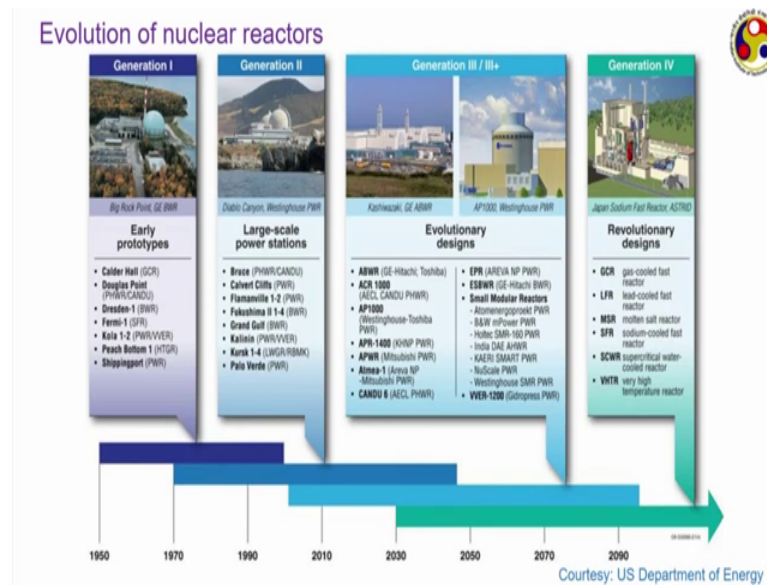 Evolution of nuclear reactors
Generation I
Big Rock Point, GE BWR
Early
prototypes
• Calder Hall (GCR)
• Douglas Point
(PHWR/CANDU)
• Dresden-1 (BWR)
• Fermi-1 (SFR)
• Kola 1-2 (PWR/VVER)
• Peach Bottom 1 (HTGR)
• Shippingport (PWR)
Generation II
Diablo Canyon, Westinghouse PWR
Large-scale
power stations
• Bruce (PHWR/CANDU)
• Calvert Cliffs (PWR)
• Flamanville 1-2 (PWR)
• Fukushima II 1-4 (BWR)
• Grand Gulf (BWR)
• Kalinin (PWR/VVER)
• Kursk 1-4 (LWGR/RBMK)
• Palo Verde (PWR)
Generation III / III+
Kashiwazaki, GE ABWR
AP1000, Westinghouse PWR
Evolutionary
designs
• ABWR (GE-Hitachi; Toshiba)
• ACR 1000
(AECL CANDU PHWR)
• AP1000
(Westinghouse-Toshiba
PWR)
• APR-1400 (KHNP PWR)
• APWR (Mitsubishi PWR)
• Atmea-1 (Areva NP
-Mitsubishi PWR)
• CANDU 6 (AECL PHWR)
• EPR (AREVA NP PWR)
• ESBWR (GE-Hitachi BWR)
• Small Modular Reactors
- Atomenergoproekt PWR
- B&W mPower PWR
- Holtec SMR-160 PWR
- India DAE AHWR
- KAERI SMART PWR
- NuScale PWR
- Westinghouse SMR PWR
• VVER-1200 (Gidropress PWR)
Generation IV
Japan Sodium Fast Reactor, ASTRID
Revolutionary
designs
• GCR gas-cooled fast
reactor
• LFR lead-cooled fast
reactor
• MSR molten salt reactor
• SFR sodium-cooled fast
reactor
• SCWR supercritical water-
cooled reactor
• VHTR very high
temperature reactor
1950 1970 1990 2010 2030 2050 2070 2090
Courtesy: US Department of Energy